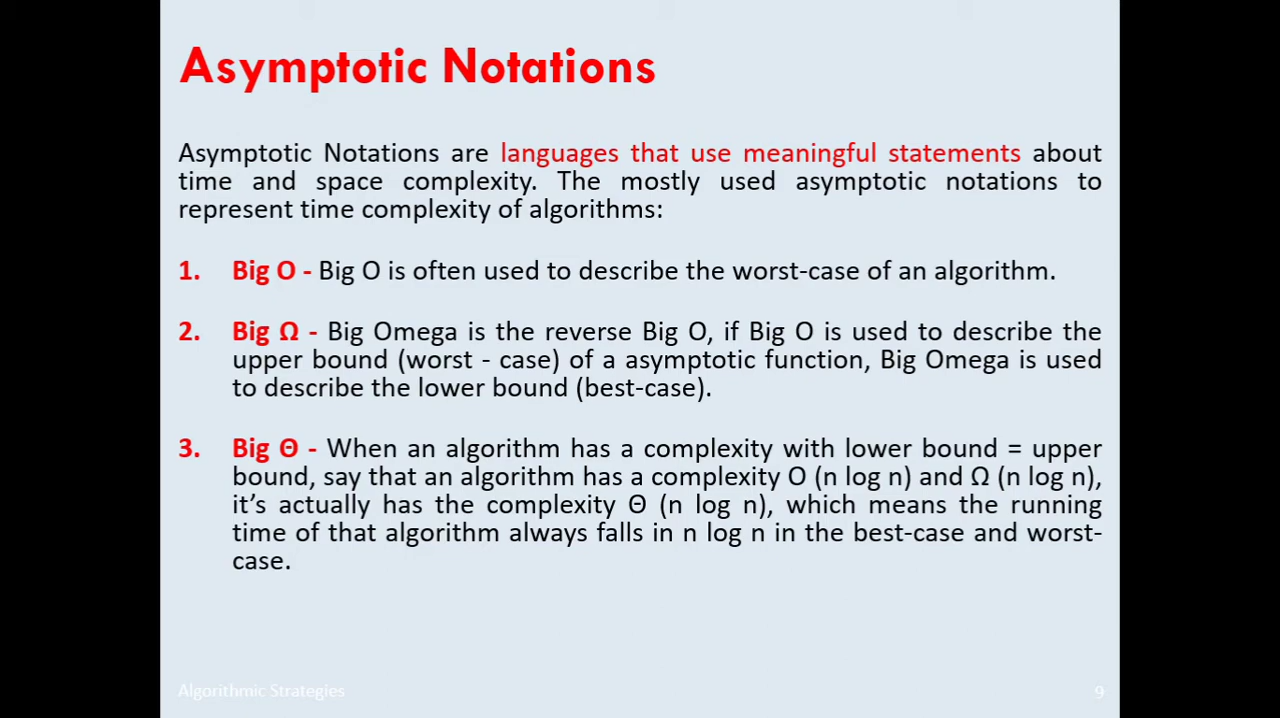 Asymptotic Notations
Asymptotic Notations are languages that use meaningful statements about
time and space complexity. The mostly used asymptotic notations to
represent time complexity of algorithms:
1. Big O - Big O is often used to describe the worst-case of an algorithm.
2. Big Ω - Big Omega is the reverse Big O, if Big O is used to describe the
upper bound (worst - case) of a asymptotic function, Big Omega is used
to describe the lower bound (best-case).
3. Big Θ - When an algorithm has a complexity with lower bound = upper
bound, say that an algorithm has a complexity O (n log n) and Ω (n log n),
it's actually has the complexity Θ (n log n), which means the running
time of that algorithm always falls in n log n in the best-case and worst-
case.
Algorithmic Strategies 9